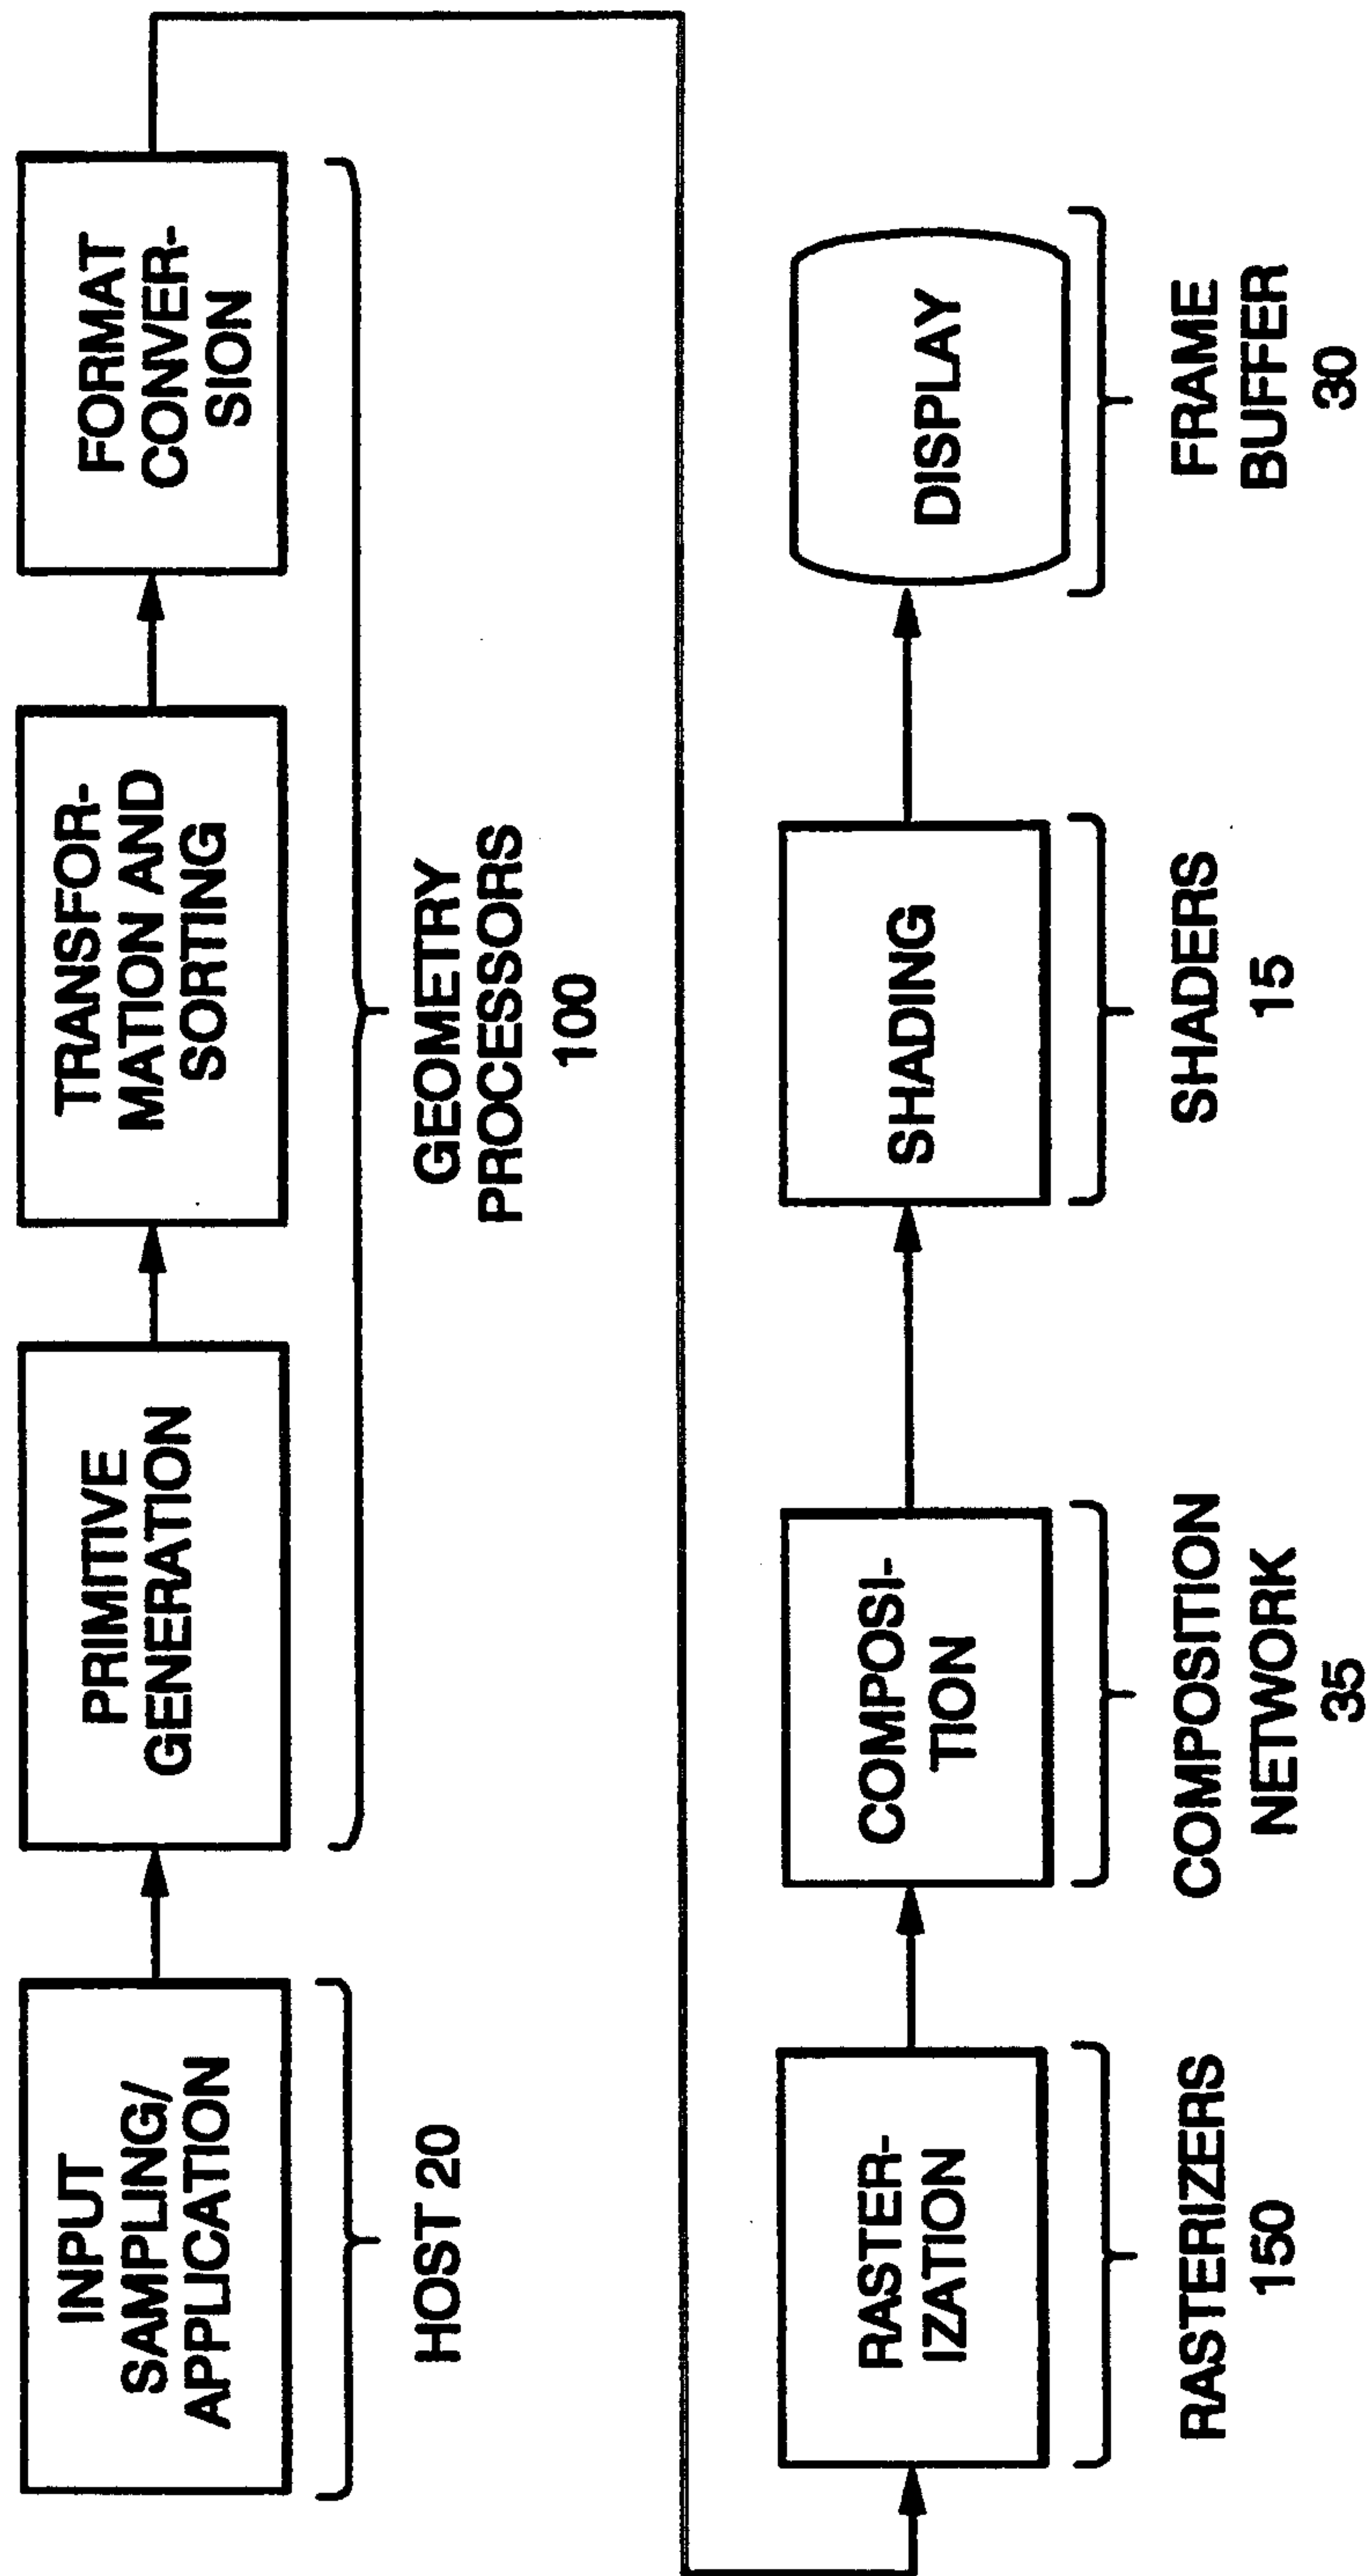 INPUT
SAMPLING/
APPLICATION
HOST 20
PRIMITIVE
GENERATION
TRANSFOR-
MATION AND
SORTING
FORMAT
CONVER-
SION
GEOMETRY
PROCESSORS
100
RASTER-
IZATION
RASTERIZERS
150
COMPOSI-
TION
COMPOSITION
NETWORK
35
SHADING
SHADERS
15
DISPLAY
FRAME
BUFFER
30